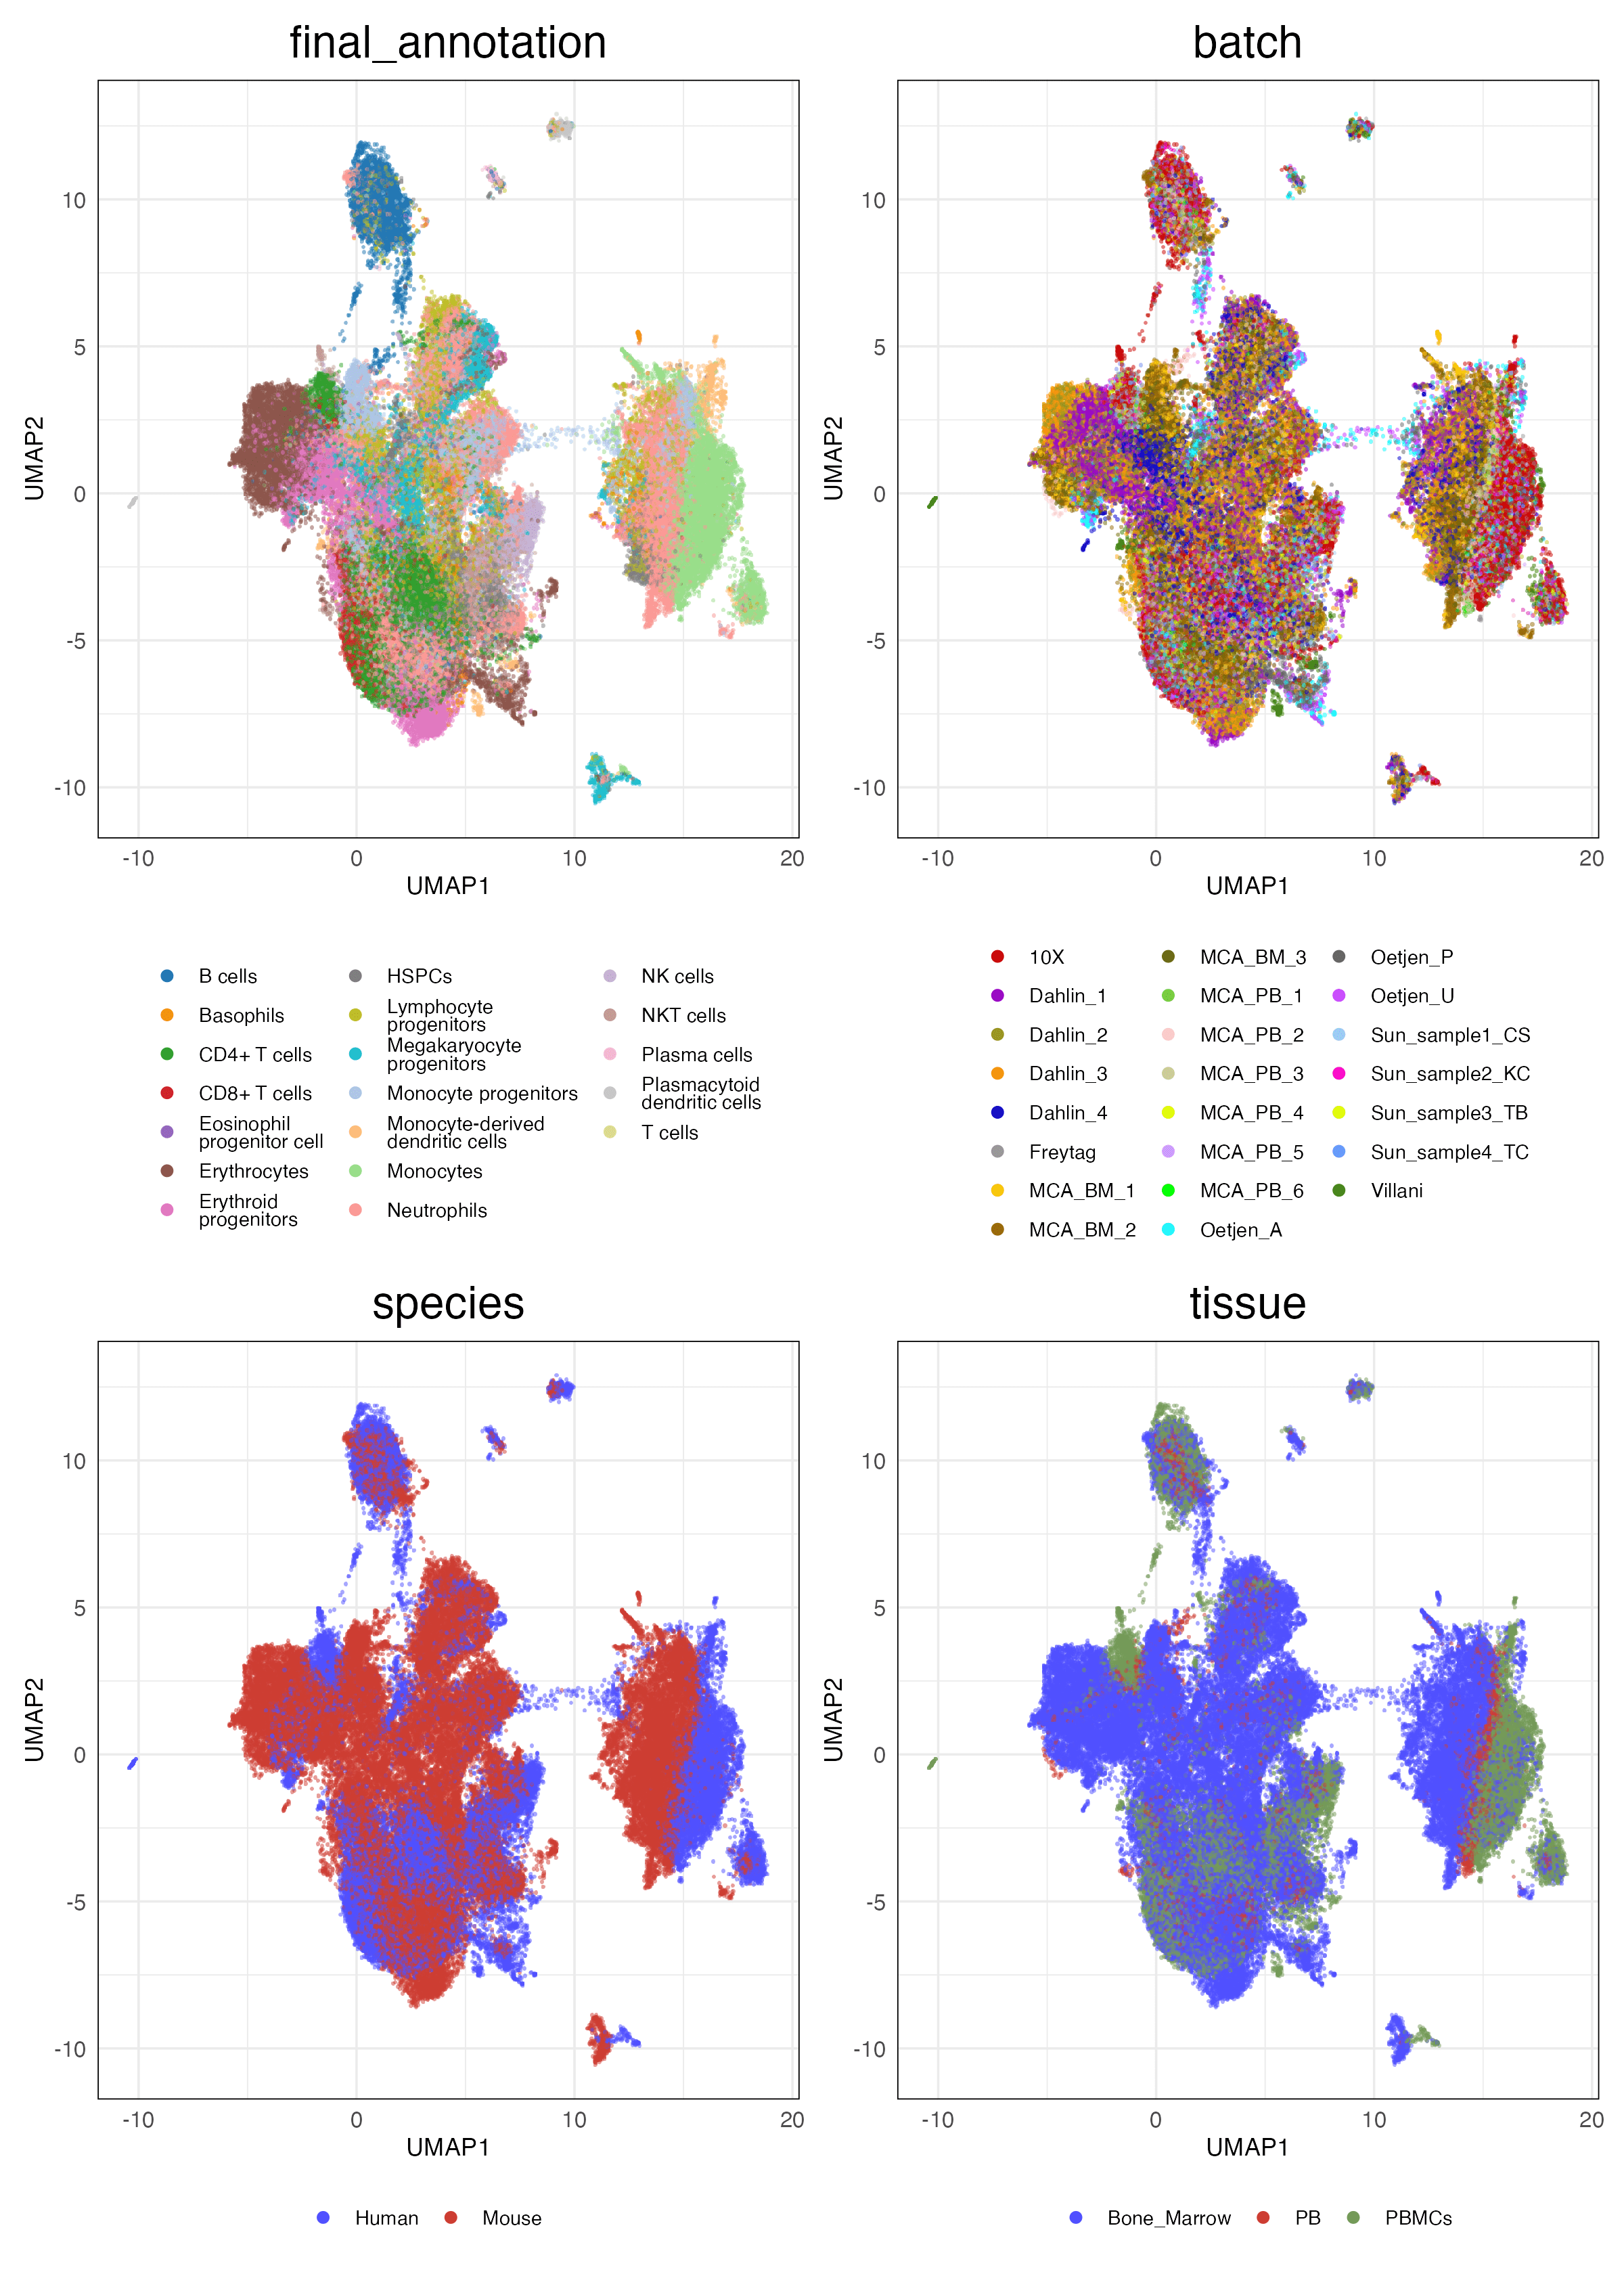 final_annotation
batch
UMAP2
10
5
0
-5
-10
-10
0
10
20
UMAP1
UMAP2
10
5
0
-5
-10
-10
0
10
20
UMAP1
B cells
Basophils
CD4+ T cells
CD8+ T cells
Eosinophil
progenitor cell
Erythrocytes
Erythroid
progenitors
HSPCs
Lymphocyte
progenitors
Megakaryocyte
progenitors
Monocyte progenitors
Monocyte-derived
dendritic cells
Monocytes
Neutrophils
NK cells
NKT cells
Plasma cells
Plasmacytoid
dendritic cells
T cells
10X
Dahlin_1
Dahlin_2
Dahlin_3
Dahlin_4
Freytag
MCA_BM_1
MCA_BM_2
MCA_BM_3
MCA_PB_1
MCA_PB_2
MCA_PB_3
MCA_PB_4
MCA_PB_5
MCA_PB_6
Oetjen_A
Oetjen_P
Oetjen_U
Sun_sample1_CS
Sun_sample2_KC
Sun_sample3_TB
Sun_sample4_TC
Villani
species
tissue
UMAP2
10
5
0
-5
-10
-10
0
10
20
UMAP1
UMAP2
10
5
0
-5
-10
-10
0
10
20
UMAP1
Human
Mouse
Bone_Marrow
PB
PBMCs